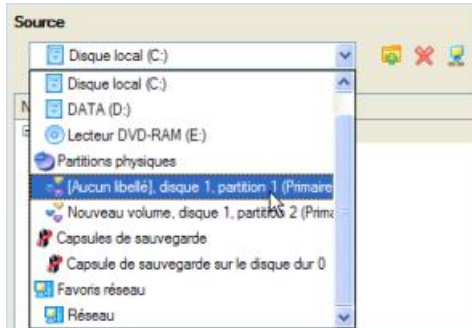 Source
Disque local (C:)
Disque local (C:)
DATA (D:)
Lecteur DVD-RAM (E:)
Partitions physiques
[Aucun libellé], disque 1, partition 1 (Primaire
Nouveau volume, disque 1, partition 2 (Prima
Capsules de sauvegarde
Capsule de sauvegarde sur le disque dur 0
Favoris réseau
Réseau